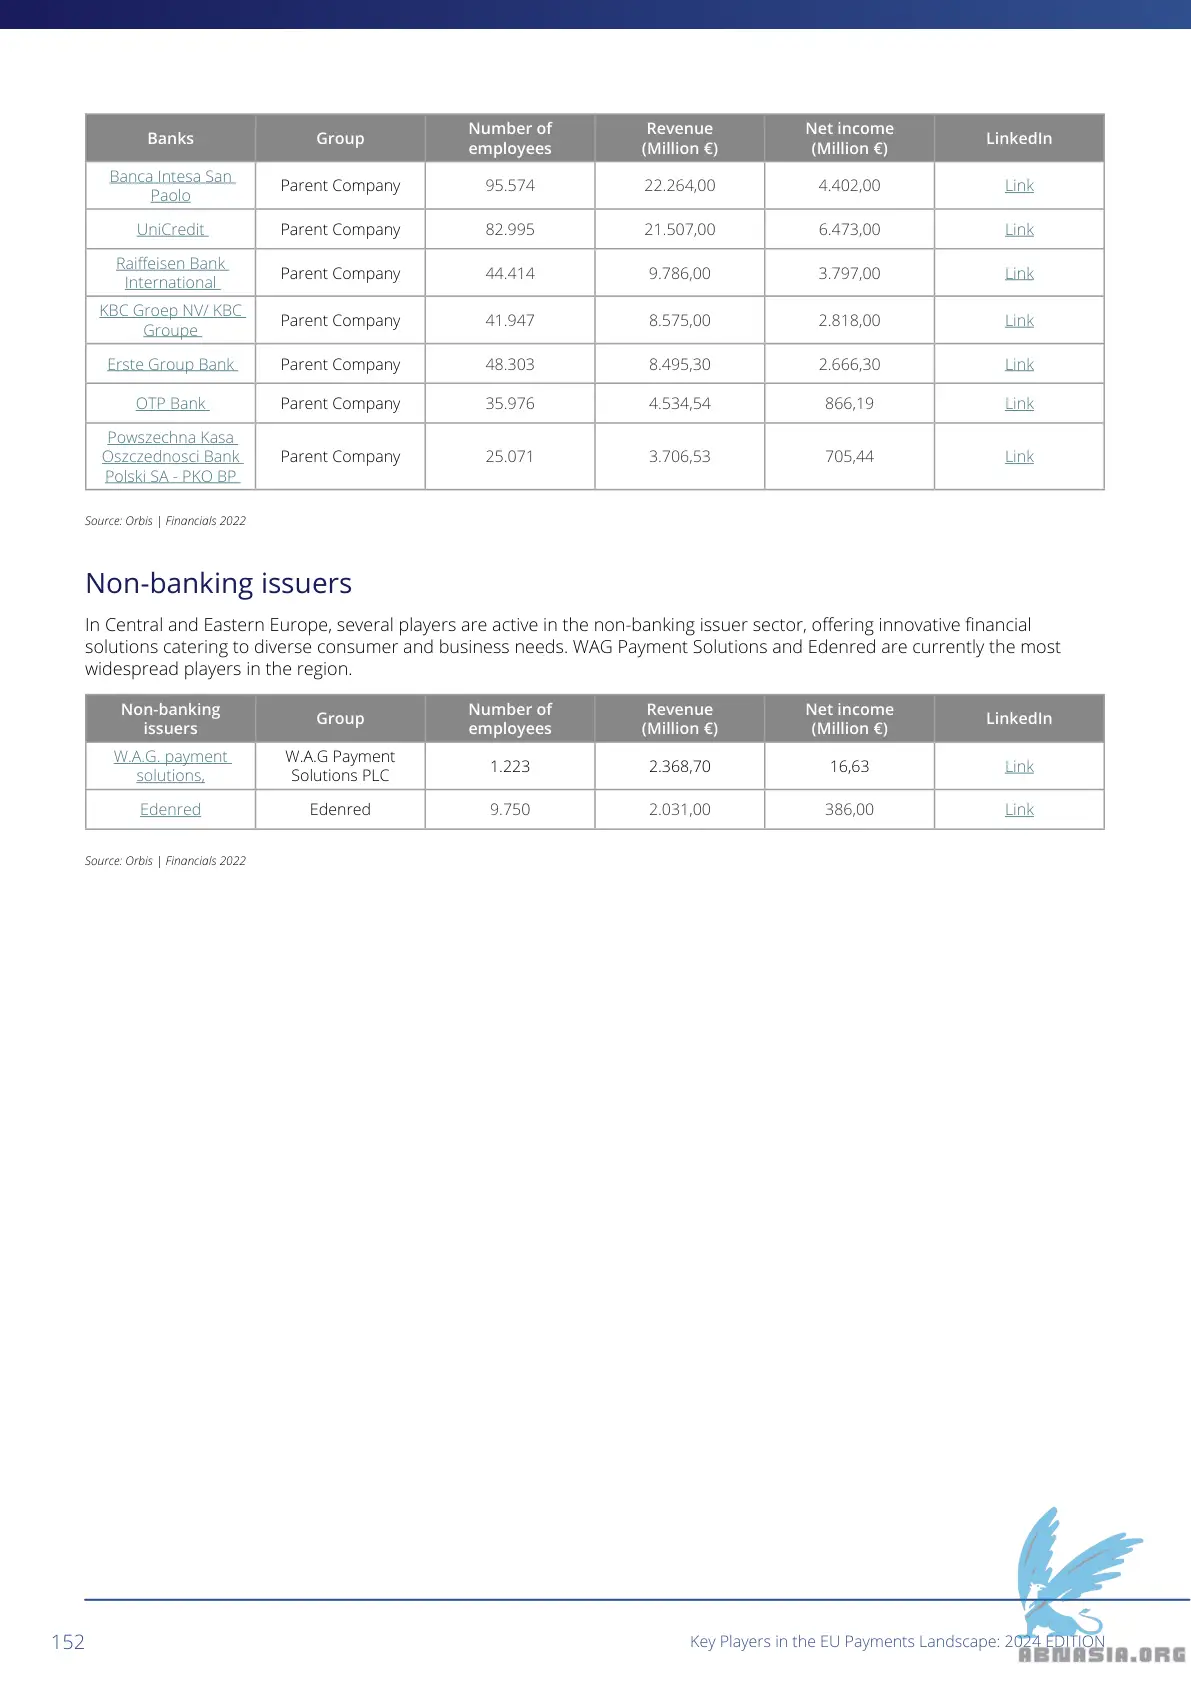 Banks
Group
Number of
employees
Revenue
(Million €)
Net income
(Million €)
LinkedIn
Banca Intesa San
Paolo
Parent Company
95.574
22.264,00
4.402,00
Link
UniCredit
Parent Company
82.995
21.507,00
6.473,00
Link
Raiffeisen Bank
International
Parent Company
44.414
9.786,00
3.797,00
Link
KBC Groep NV/ KBC
Groupe
Parent Company
41.947
8.575,00
2.818,00
Link
Erste Group Bank
Parent Company
48.303
8.495,30
2.666,30
Link
OTP Bank
Parent Company
35.976
4.534,54
866,19
Link
Powszechna Kasa
Oszczednosci Bank
Polski SA - PKO BP
Parent Company
25.071
3.706,53
705,44
Link
Source: Orbis | Financials 2022
Non-banking issuers
In Central and Eastern Europe, several players are active in the non-banking issuer sector, offering innovative financial
solutions catering to diverse consumer and business needs. WAG Payment Solutions and Edenred are currently the most
widespread players in the region.
Non-banking
issuers
Group
Number of
employees
Revenue
(Million €)
Net income
(Million €)
LinkedIn
W.A.G. payment
solutions,
W.A.G Payment
Solutions PLC
1.223
2.368,70
16,63
Link
Edenred
Edenred
9.750
2.031,00
386,00
Link
Source: Orbis | Financials 2022
152
Key Players in the EU Payments Landscape: 2024 EDITION
ABNASIA.ORG